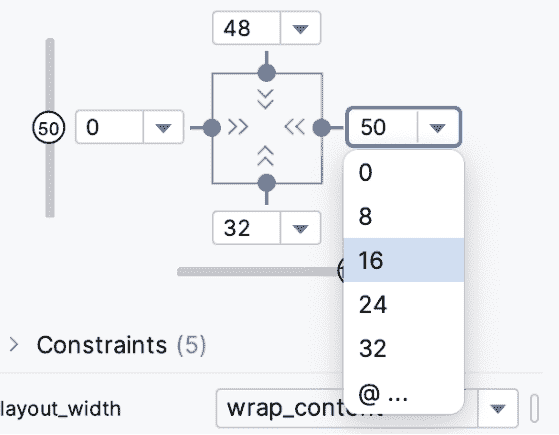 48
50 0 50
0
8
16
24
32
@ ...
32
Constraints (5)
layout_width wrap_content